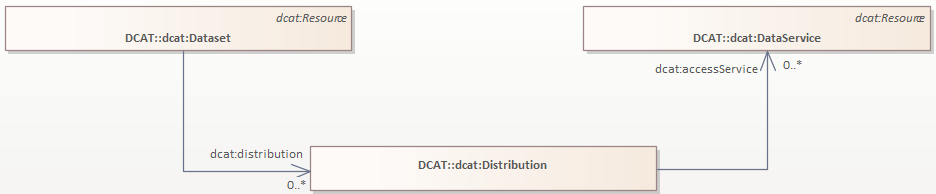 dcat:Resource
DCAT::dcat:Dataset
dcat:Resource
DCAT::dcat:DataService
dcat:accessService
0..*
dcat:distribution
0..*
DCAT::dcat:Distribution